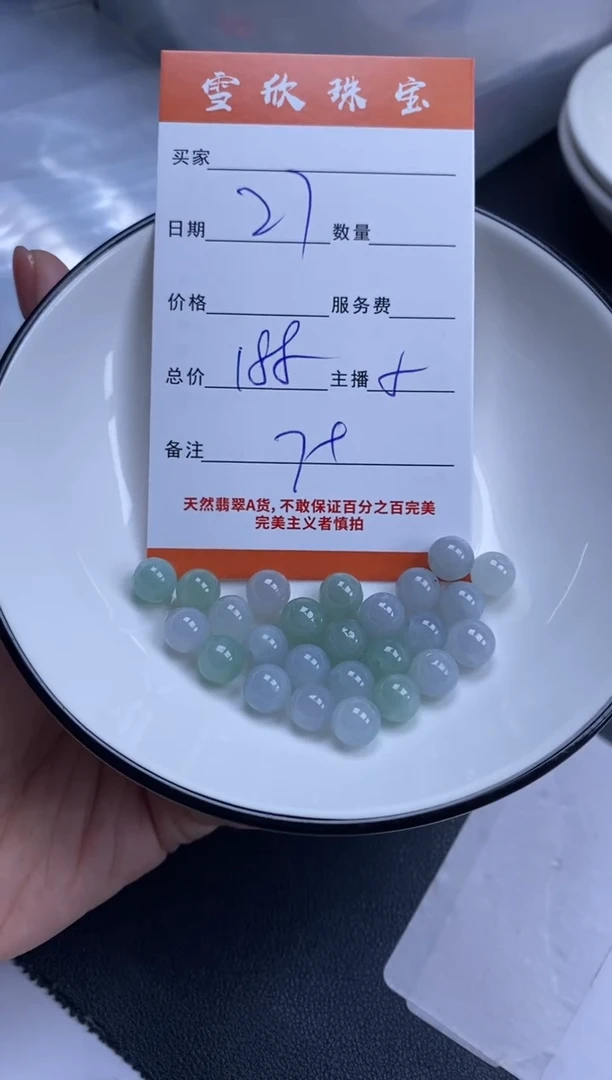 雪欣珠宝
买家
日期 27 数量
价格 服务费
总价 188 主播
备注
天然翡翠A货,不敢保证百分之百完美
完美主义者慎拍